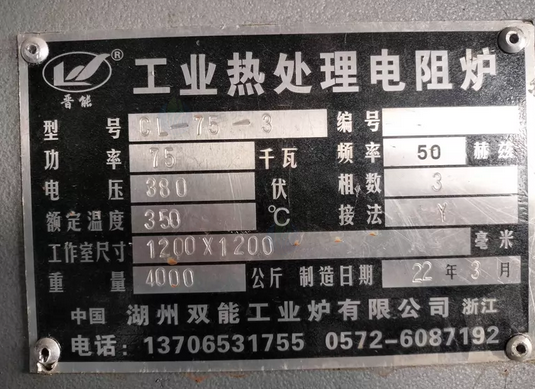 工业热处理电阻炉
普能
®
型号 CL-75-3 编号 -
功率 75 千瓦 频率 50 赫兹
电压 380 伏 相数 3
额定温度 350 ℃ 接法 Y
工作室尺寸 1200X1200 毫米
重量 4000 公斤 制造日期 22年3月
中国 湖州双能工业炉有限公司 浙江
电话：13706531755 0572-6087192